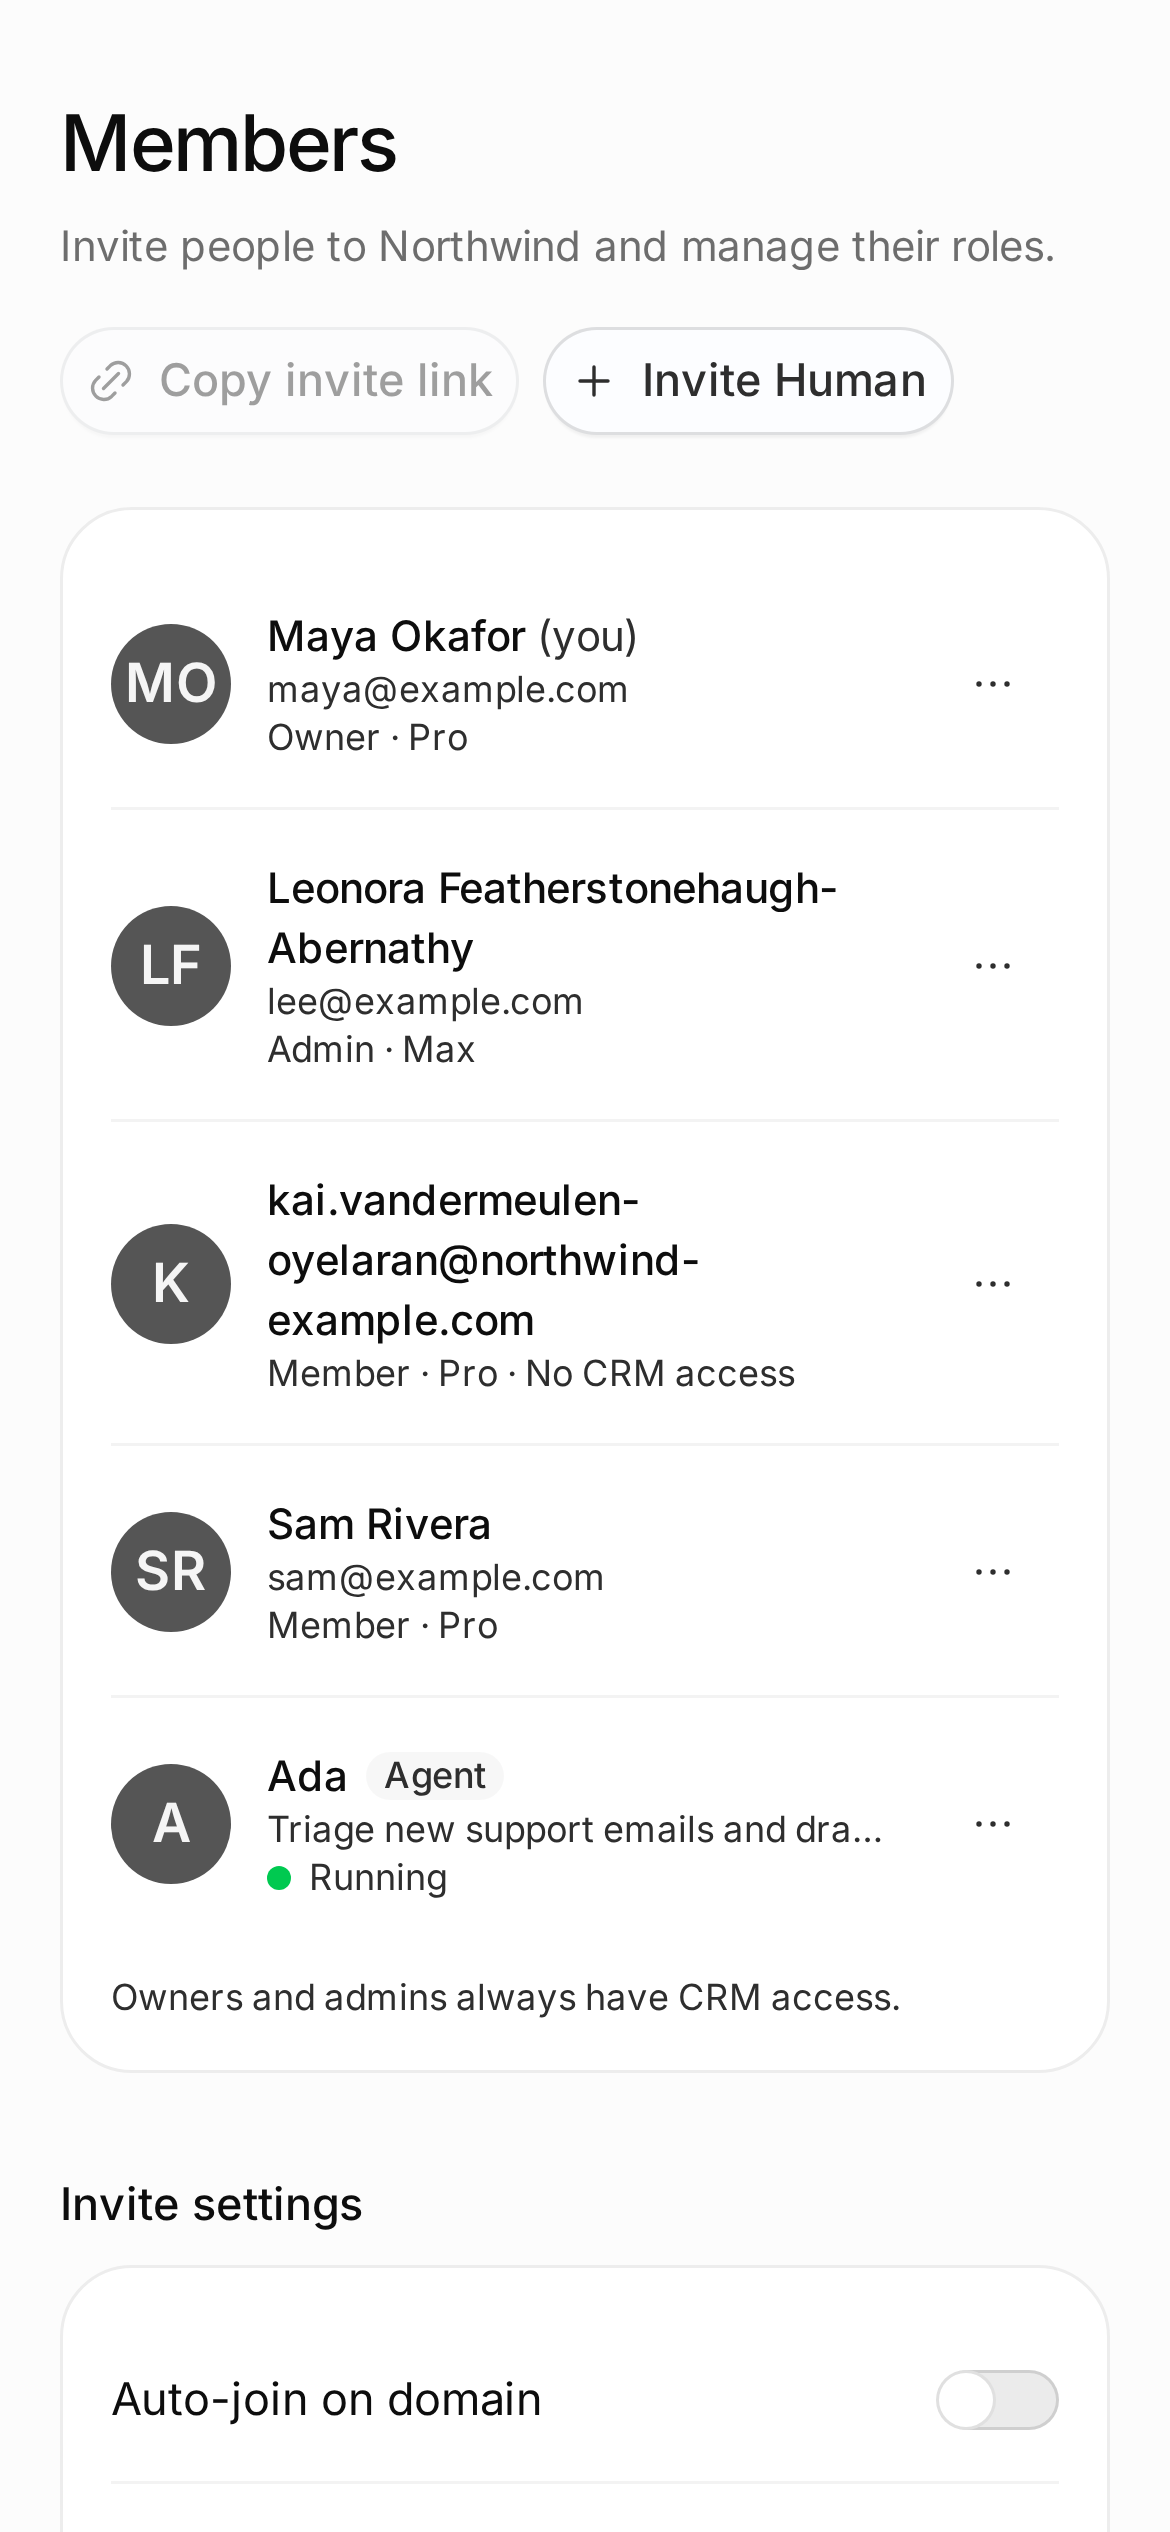 Members
Invite people to Northwind and manage their roles.
Copy invite link
Invite Human
MO
Maya Okafor (you)
maya@example.com
Owner · Pro
LF
Leonora Featherstonehaugh-
Abernathy
lee@example.com
Admin · Max
K
kai.vandermeulen-
oyelaran@northwind-
example.com
Member · Pro · No CRM access
SR
Sam Rivera
sam@example.com
Member · Pro
A
Ada Agent
Triage new support emails and dra...
Running
Owners and admins always have CRM access.
Invite settings
Auto-join on domain